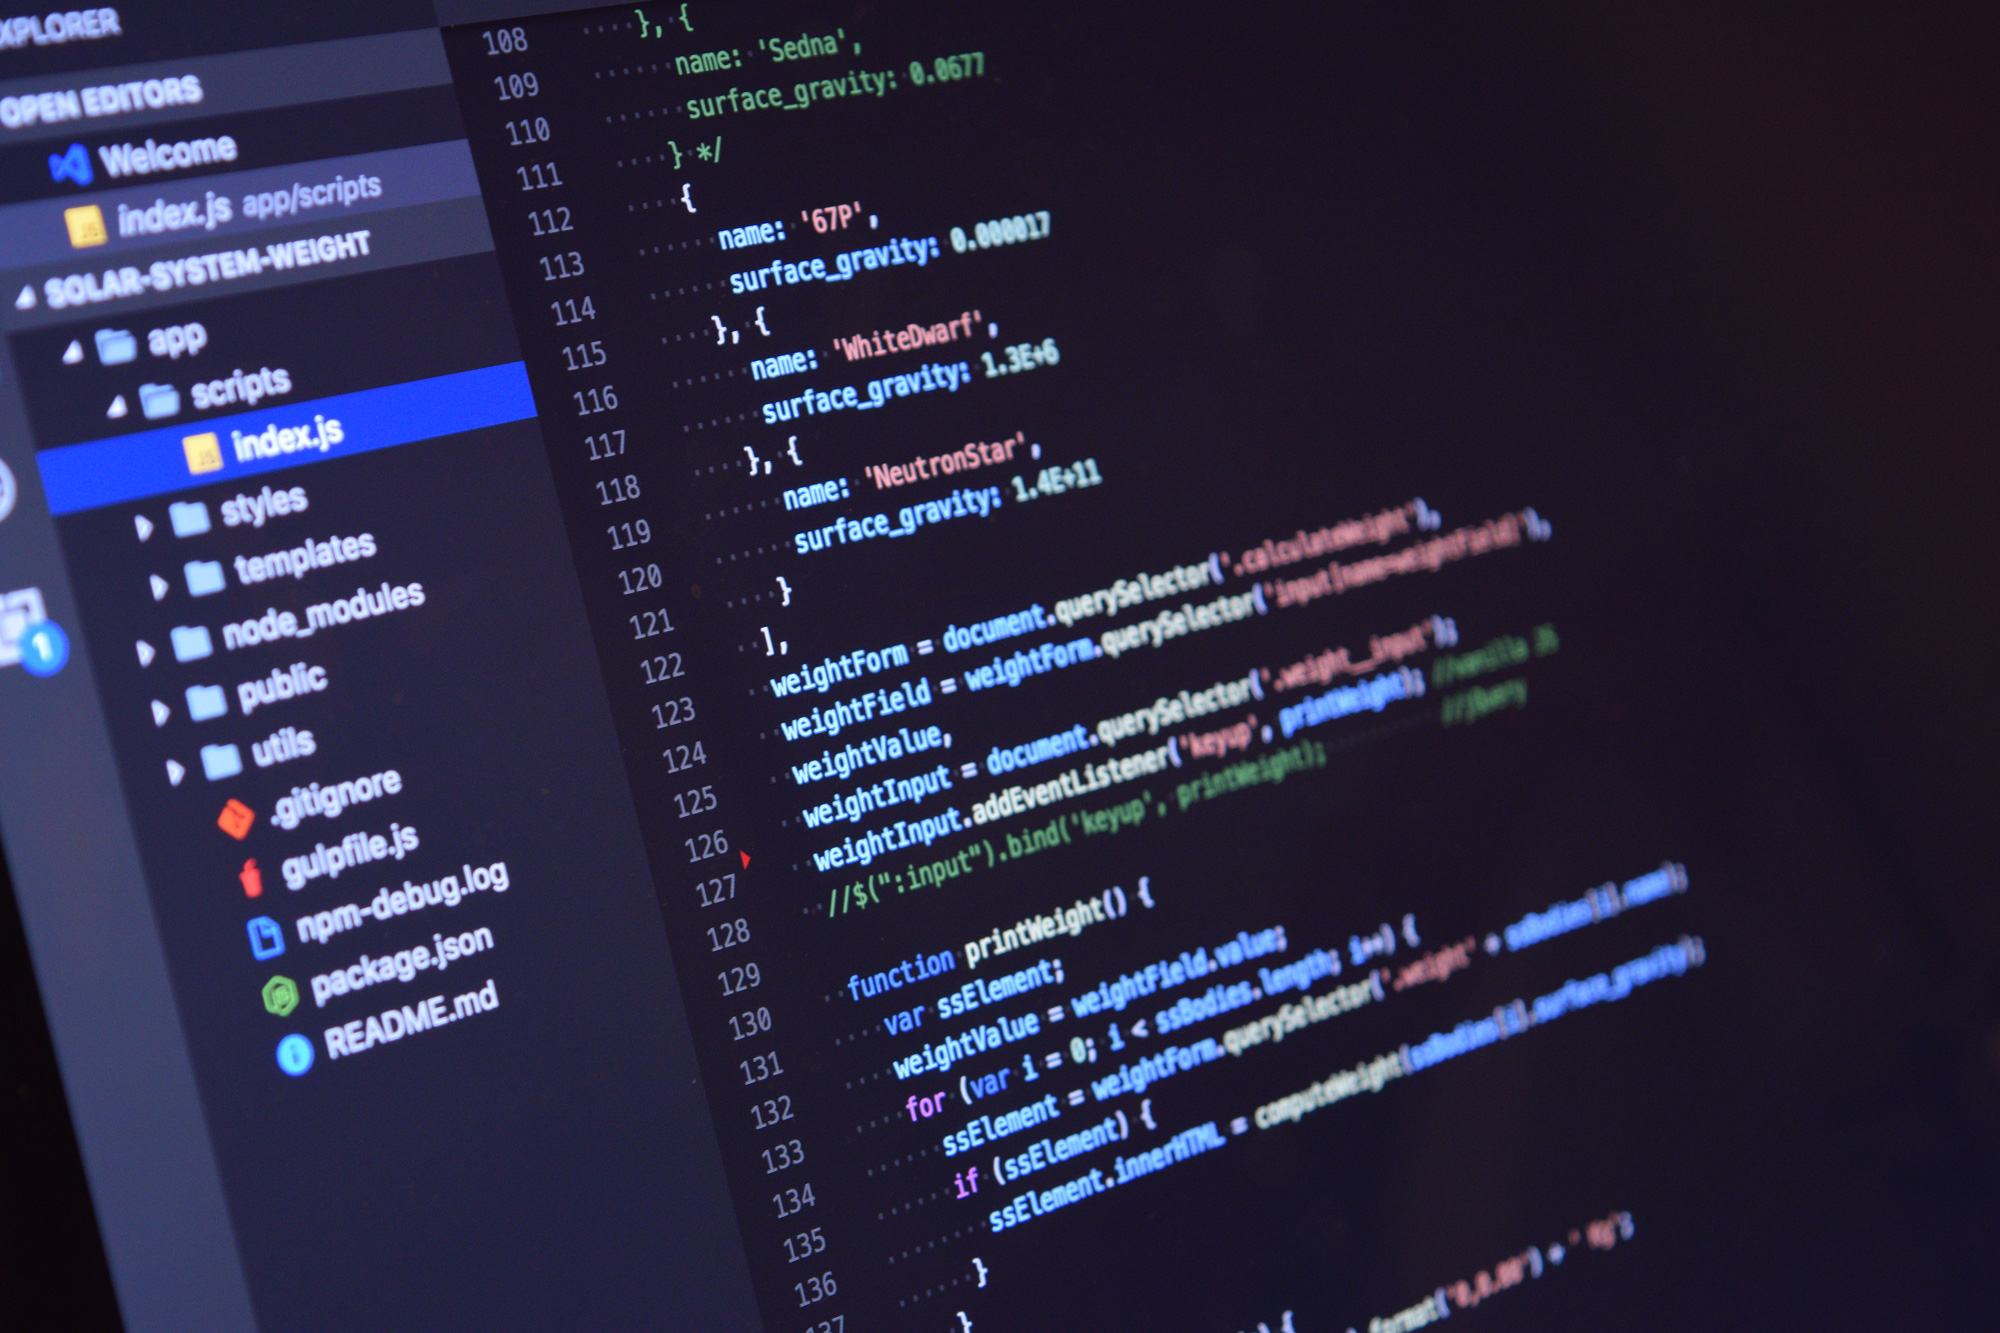 XPLORER
OPEN EDITORS
Welcome
index.js app/scripts
SOLAR-SYSTEM-WEIGHT
app
scripts
index.js
styles
templates
node_modules
public
utils
.gitignore
gulpfile.js
npm-debug.log
package.json
README.md
1
108 }, {
109 name: 'Sedna',
110 surface_gravity: 0.0677
111 } */
112 {
113 name: '67P',
114 surface_gravity: 0.000017
115 }, {
116 name: 'WhiteDwarf',
117 surface_gravity: 1.3E+6
118 }, {
119 name: 'NeutronStar',
120 surface_gravity: 1.4E+11
121 }
122 ],
123 weightForm = document.querySelector('.calculateWeight'),
124 weightField = weightForm.querySelector('input[name=weightField]'),
125 weightValue,
126 weightInput = document.querySelector('.weight__input');
127 weightInput.addEventListener('keyup', printWeight); //vanilla JS
128 //$(":input").bind('keyup', printWeight); //jQuery
129
130 function printWeight() {
131 var ssElement;
132 weightValue = weightField.value;
133 for (var i = 0; i < ssBodies.length; i++) {
134 ssElement = weightForm.querySelector('.weight' + ssBodies[i].name);
135 if (ssElement) {
136 ssElement.innerHTML = computeWeight(ssBodies[i].surface_gravity);
137 }
}
) {
.format('0,0.00') + ' Kg';